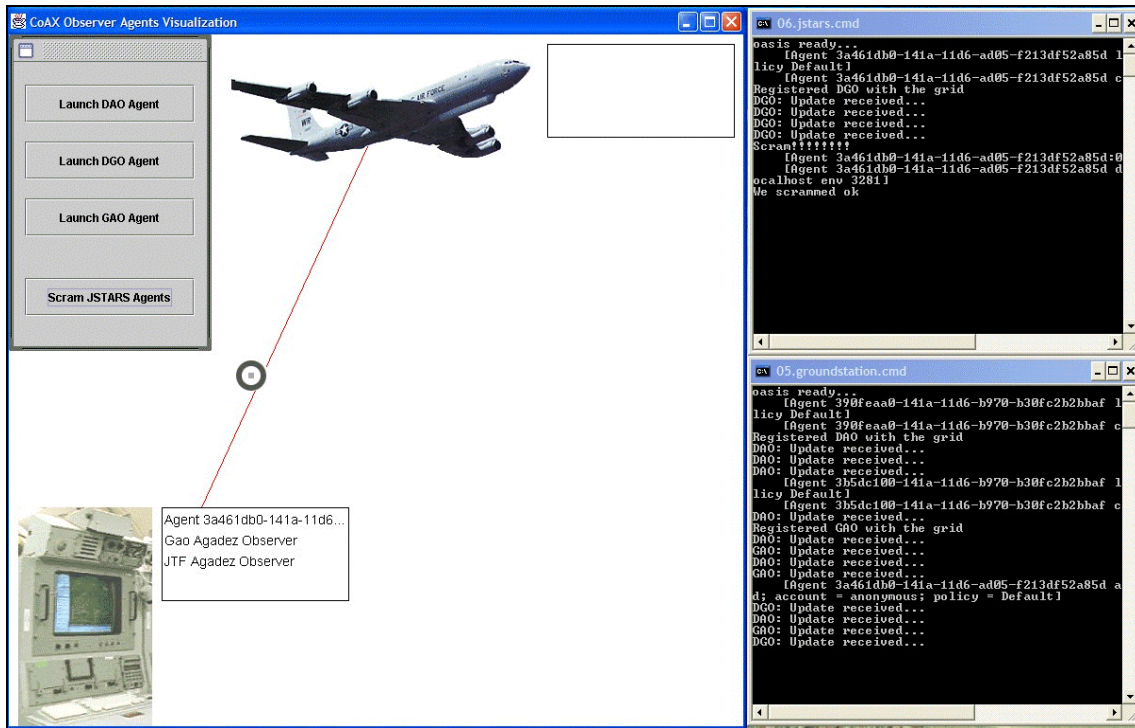 CoAX Observer Agents Visualization
Launch DAO Agent
Launch DGO Agent
Launch GAO Agent
Scram JSTARS Agents
AIR FORCE
WR
Agent 3a461db0-141a-11d6...
Gao Agadez Observer
JTF Agadez Observer
06.jstars.cmd
oasis ready...
[Agent 3a461db0-141a-11d6-ad05-f213df52a85d l
licy Default]
[Agent 3a461db0-141a-11d6-ad05-f213df52a85d c
Registered DGO with the grid
DGO: Update received...
DGO: Update received...
DGO: Update received...
DGO: Update received...
Scram!!!!!!!!
[Agent 3a461db0-141a-11d6-ad05-f213df52a85d:0
[Agent 3a461db0-141a-11d6-ad05-f213df52a85d d
ocalhost env 3281]
We scrammed ok
05.groundstation.cmd
oasis ready...
[Agent 390feaa0-141a-11d6-b970-b30fc2b2bbaf l
licy Default]
[Agent 390feaa0-141a-11d6-b970-b30fc2b2bbaf c
Registered DAO with the grid
DAO: Update received...
DAO: Update received...
DAO: Update received...
[Agent 3b5dc100-141a-11d6-b970-b30fc2b2bbaf l
licy Default]
[Agent 3b5dc100-141a-11d6-b970-b30fc2b2bbaf c
DAO: Update received...
Registered GAO with the grid
DAO: Update received...
GAO: Update received...
DAO: Update received...
GAO: Update received...
[Agent 3a461db0-141a-11d6-ad05-f213df52a85d a
d; account = anonymous; policy = Default]
DGO: Update received...
DAO: Update received...
GAO: Update received...
DGO: Update received...